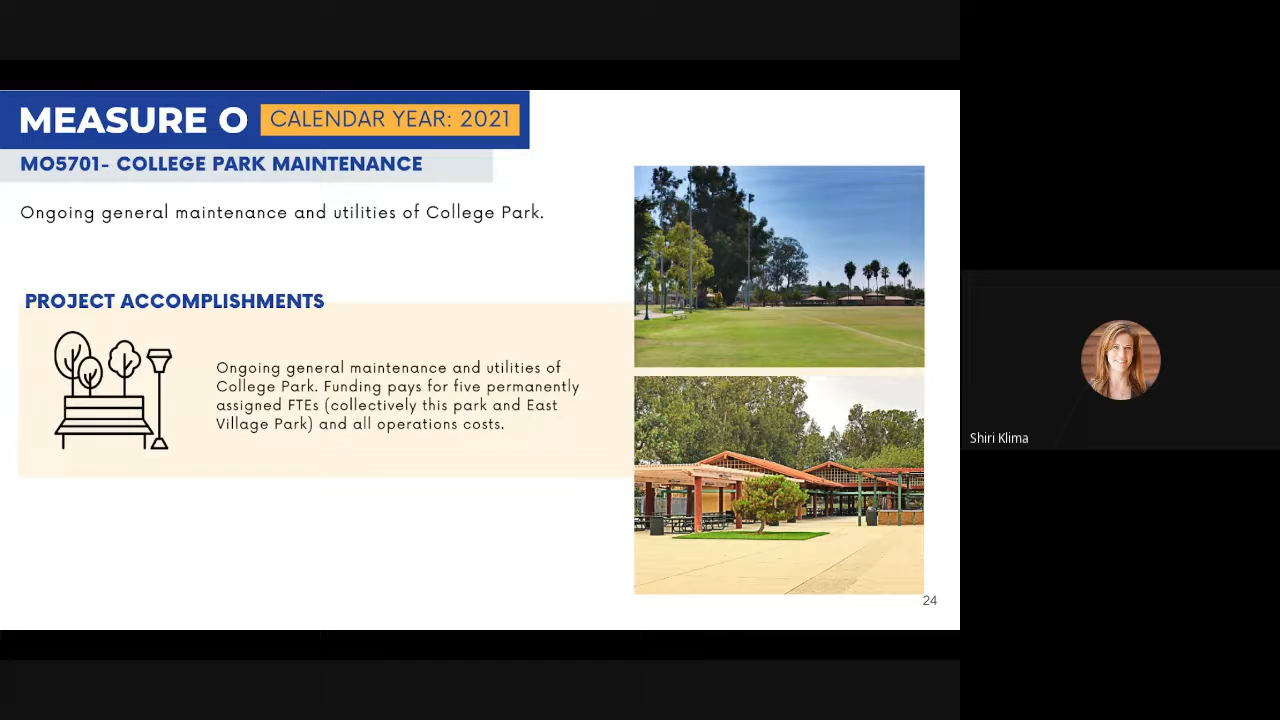 MEASURE O
CALENDAR YEAR: 2021
MO5701- COLLEGE PARK MAINTENANCE
Ongoing general maintenance and utilities of College Park.
PROJECT ACCOMPLISHMENTS
Ongoing general maintenance and utilities of
College Park. Funding pays for five permanently
assigned FTEs (collectively this park and East
Village Park) and all operations costs.
24
Shiri Klima